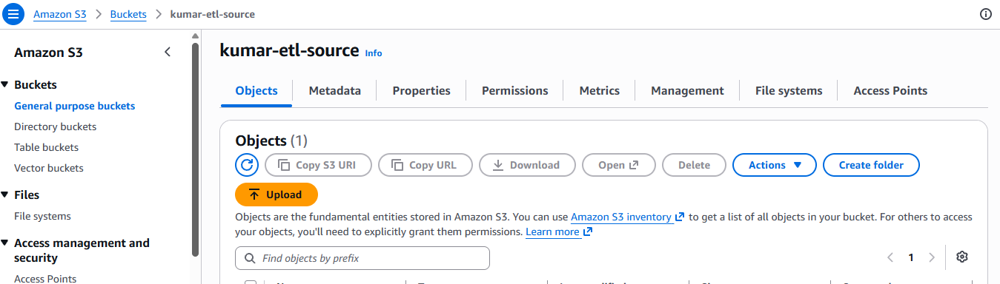 Amazon S3 > Buckets > kumar-etl-source
Amazon S3
Buckets
General purpose buckets
Directory buckets
Table buckets
Vector buckets
Files
File systems
Access management and
security
Access Points
kumar-etl-source Info
Objects Metadata Properties Permissions Metrics Management File systems Access Points
Objects (1)
Copy S3 URI Copy URL Download Open Delete Actions Create folder
Upload
Objects are the fundamental entities stored in Amazon S3. You can use Amazon S3 inventory to get a list of all objects in your bucket. For others to access
your objects, you'll need to explicitly grant them permissions. Learn more
Find objects by prefix
1